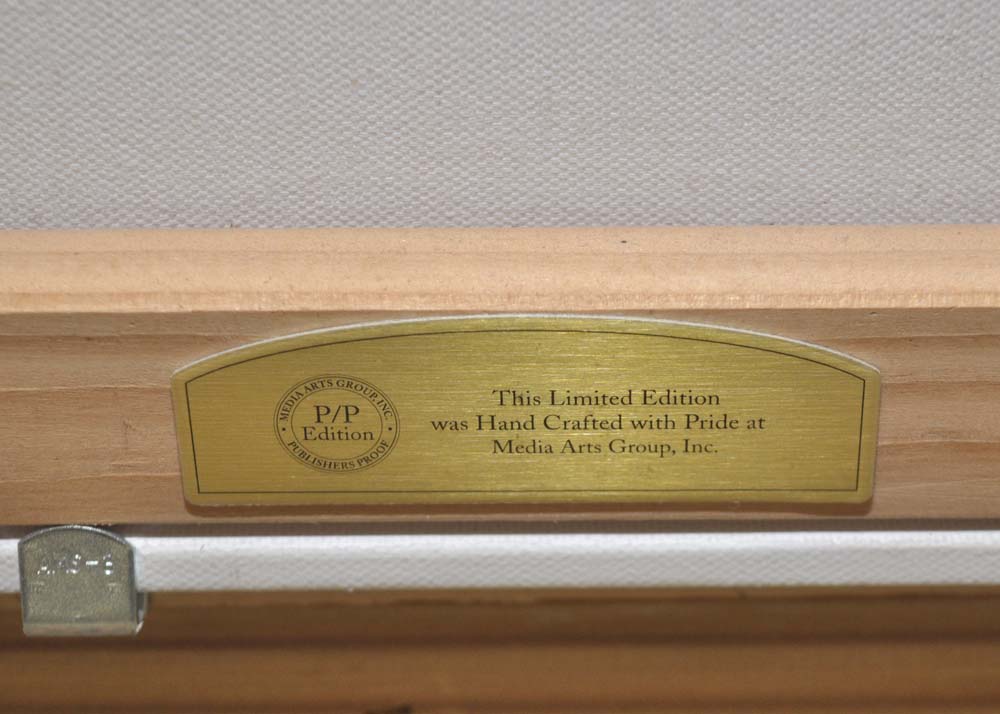 MEDIA ARTS GROUP, INC.
P/P
Edition
PUBLISHERS PROOF
This Limited Edition
was Hand Crafted with Pride at
Media Arts Group, Inc.